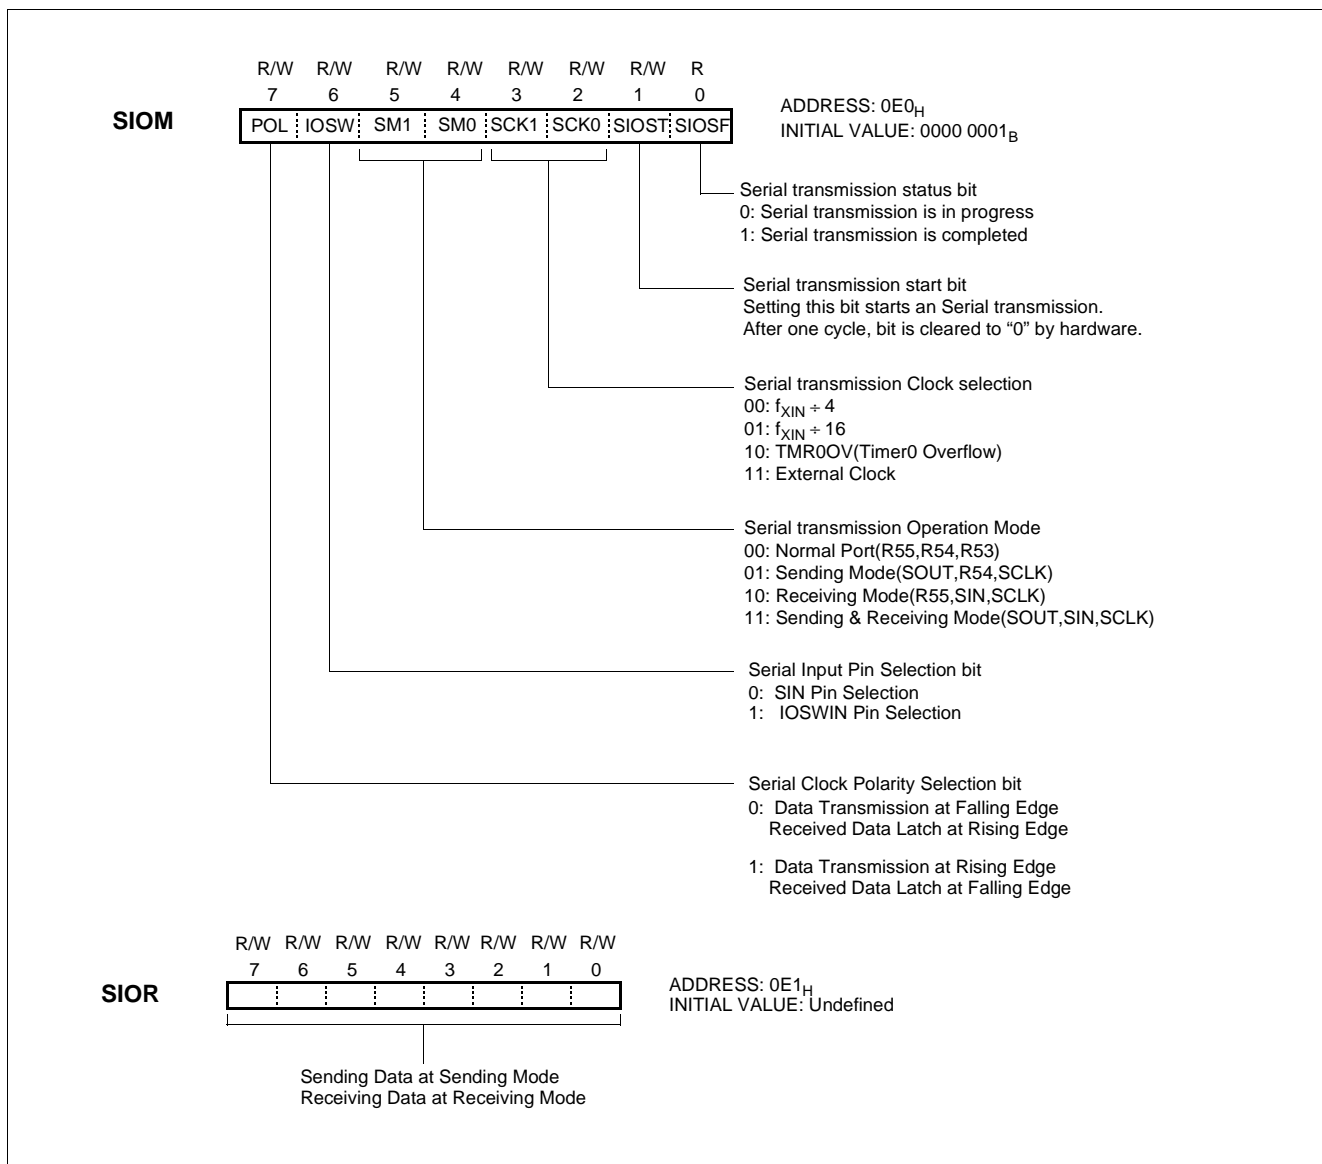 R/W R/W R/W R/W R/W R/W R/W R
7 6 5 4 3 2 1 0
SIOM
POL IOSW SM1 SM0 SCK1 SCK0 SIOST SIOSF
ADDRESS: 0E0H
INITIAL VALUE: 0000 0001B
Serial transmission status bit
0: Serial transmission is in progress
1: Serial transmission is completed
Serial transmission start bit
Setting this bit starts an Serial transmission.
After one cycle, bit is cleared to “0” by hardware.
Serial transmission Clock selection
00: fXIN ÷ 4
01: fXIN ÷ 16
10: TMR0OV(Timer0 Overflow)
11: External Clock
Serial transmission Operation Mode
00: Normal Port(R55,R54,R53)
01: Sending Mode(SOUT,R54,SCLK)
10: Receiving Mode(R55,SIN,SCLK)
11: Sending & Receiving Mode(SOUT,SIN,SCLK)
Serial Input Pin Selection bit
0: SIN Pin Selection
1: IOSWIN Pin Selection
Serial Clock Polarity Selection bit
0: Data Transmission at Falling Edge
Received Data Latch at Rising Edge
1: Data Transmission at Rising Edge
Received Data Latch at Falling Edge
R/W R/W R/W R/W R/W R/W R/W R/W
7 6 5 4 3 2 1 0
SIOR
ADDRESS: 0E1H
INITIAL VALUE: Undefined
Sending Data at Sending Mode
Receiving Data at Receiving Mode